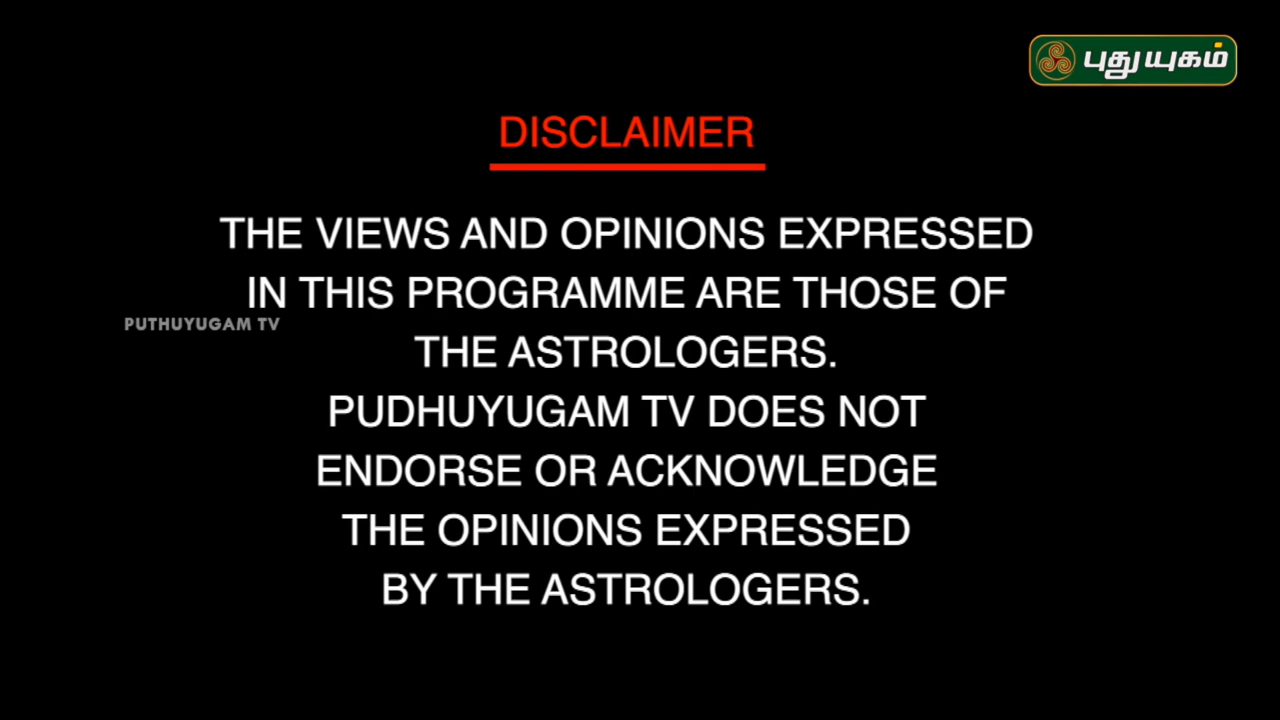 புதுயுகம்
DISCLAIMER
THE VIEWS AND OPINIONS EXPRESSED
IN THIS PROGRAMME ARE THOSE OF
PUTHUYUGAM TV
THE ASTROLOGERS.
PUDHUYUGAM TV DOES NOT
ENDORSE OR ACKNOWLEDGE
THE OPINIONS EXPRESSED
BY THE ASTROLOGERS.